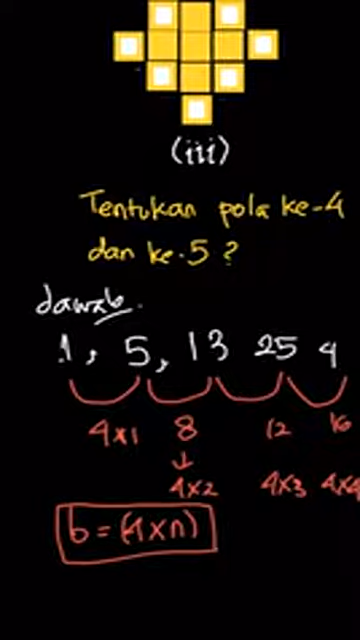 (iii)
Tentukan pola ke-4
dan ke-5?
Jawab.
1, 5, 13 25 4
4x1 8 12 16
↓
4x2 4x3 4x4
b = (4xn)